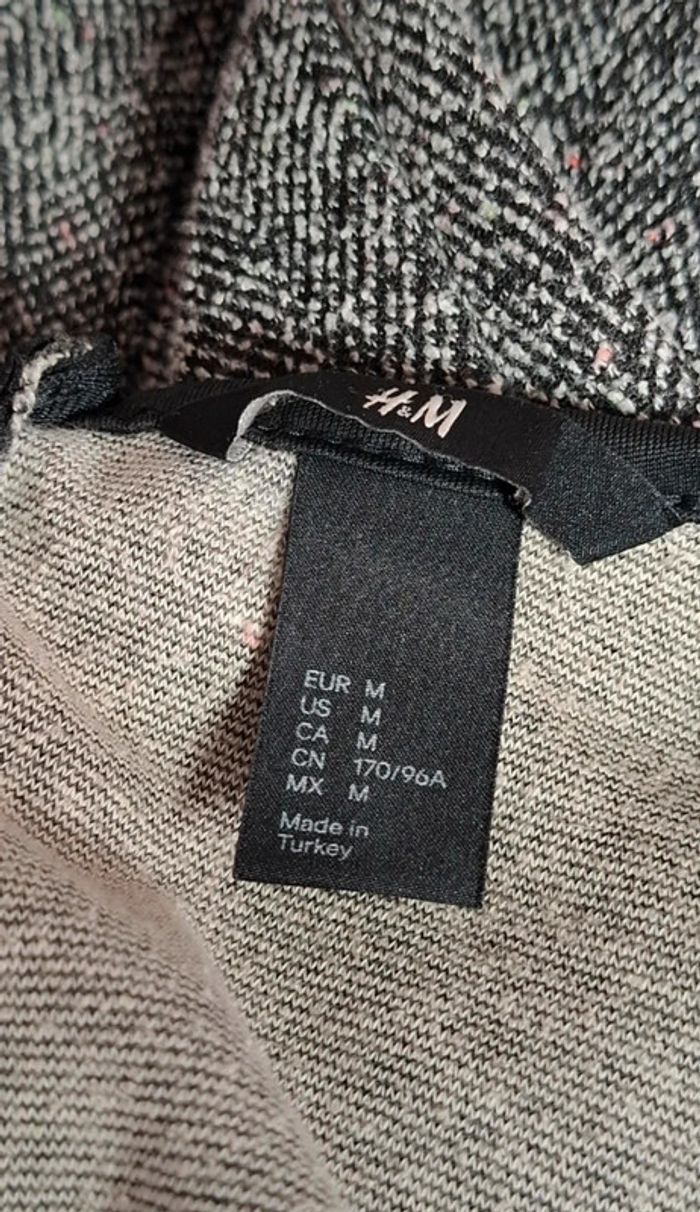 H&M
EUR M
US M
CA M
CN 170/96A
MX M
Made in
Turkey